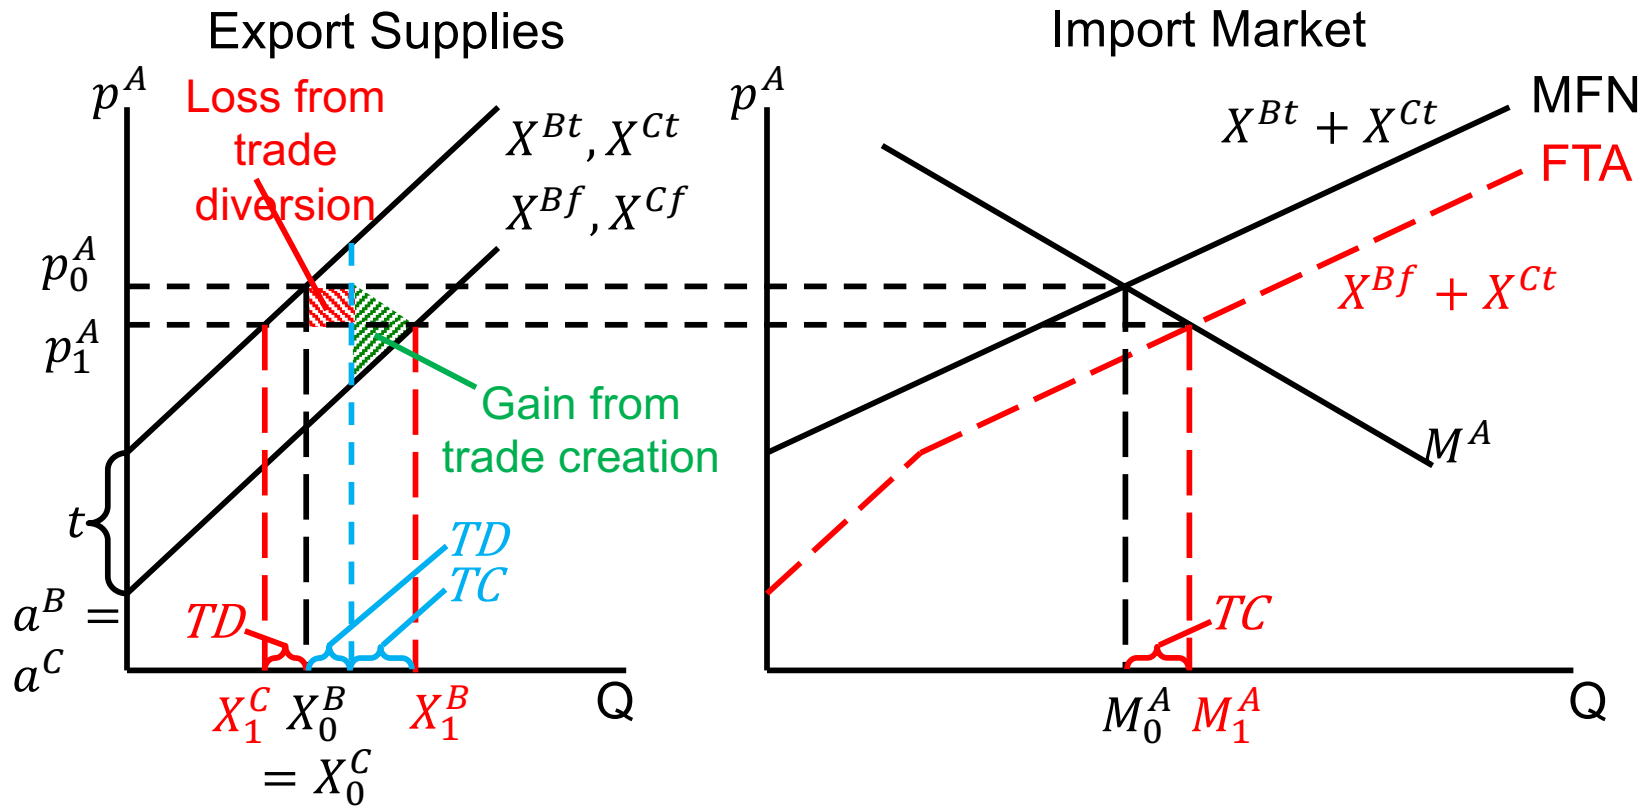 Export Supplies
Import Market
p^A
Loss from
trade
diversion
X^{Bt}, X^{Ct}
X^{Bf}, X^{Cf}
p_0^A
p_1^A
Gain from
trade creation
t
TD
TC
a^B =
a^C
TD
X_1^C
X_0^B
= X_0^C
X_1^B
Q
p^A
X^{Bt} + X^{Ct}
MFN
FTA
X^{Bf} + X^{Ct}
M^A
TC
M_0^A
M_1^A
Q